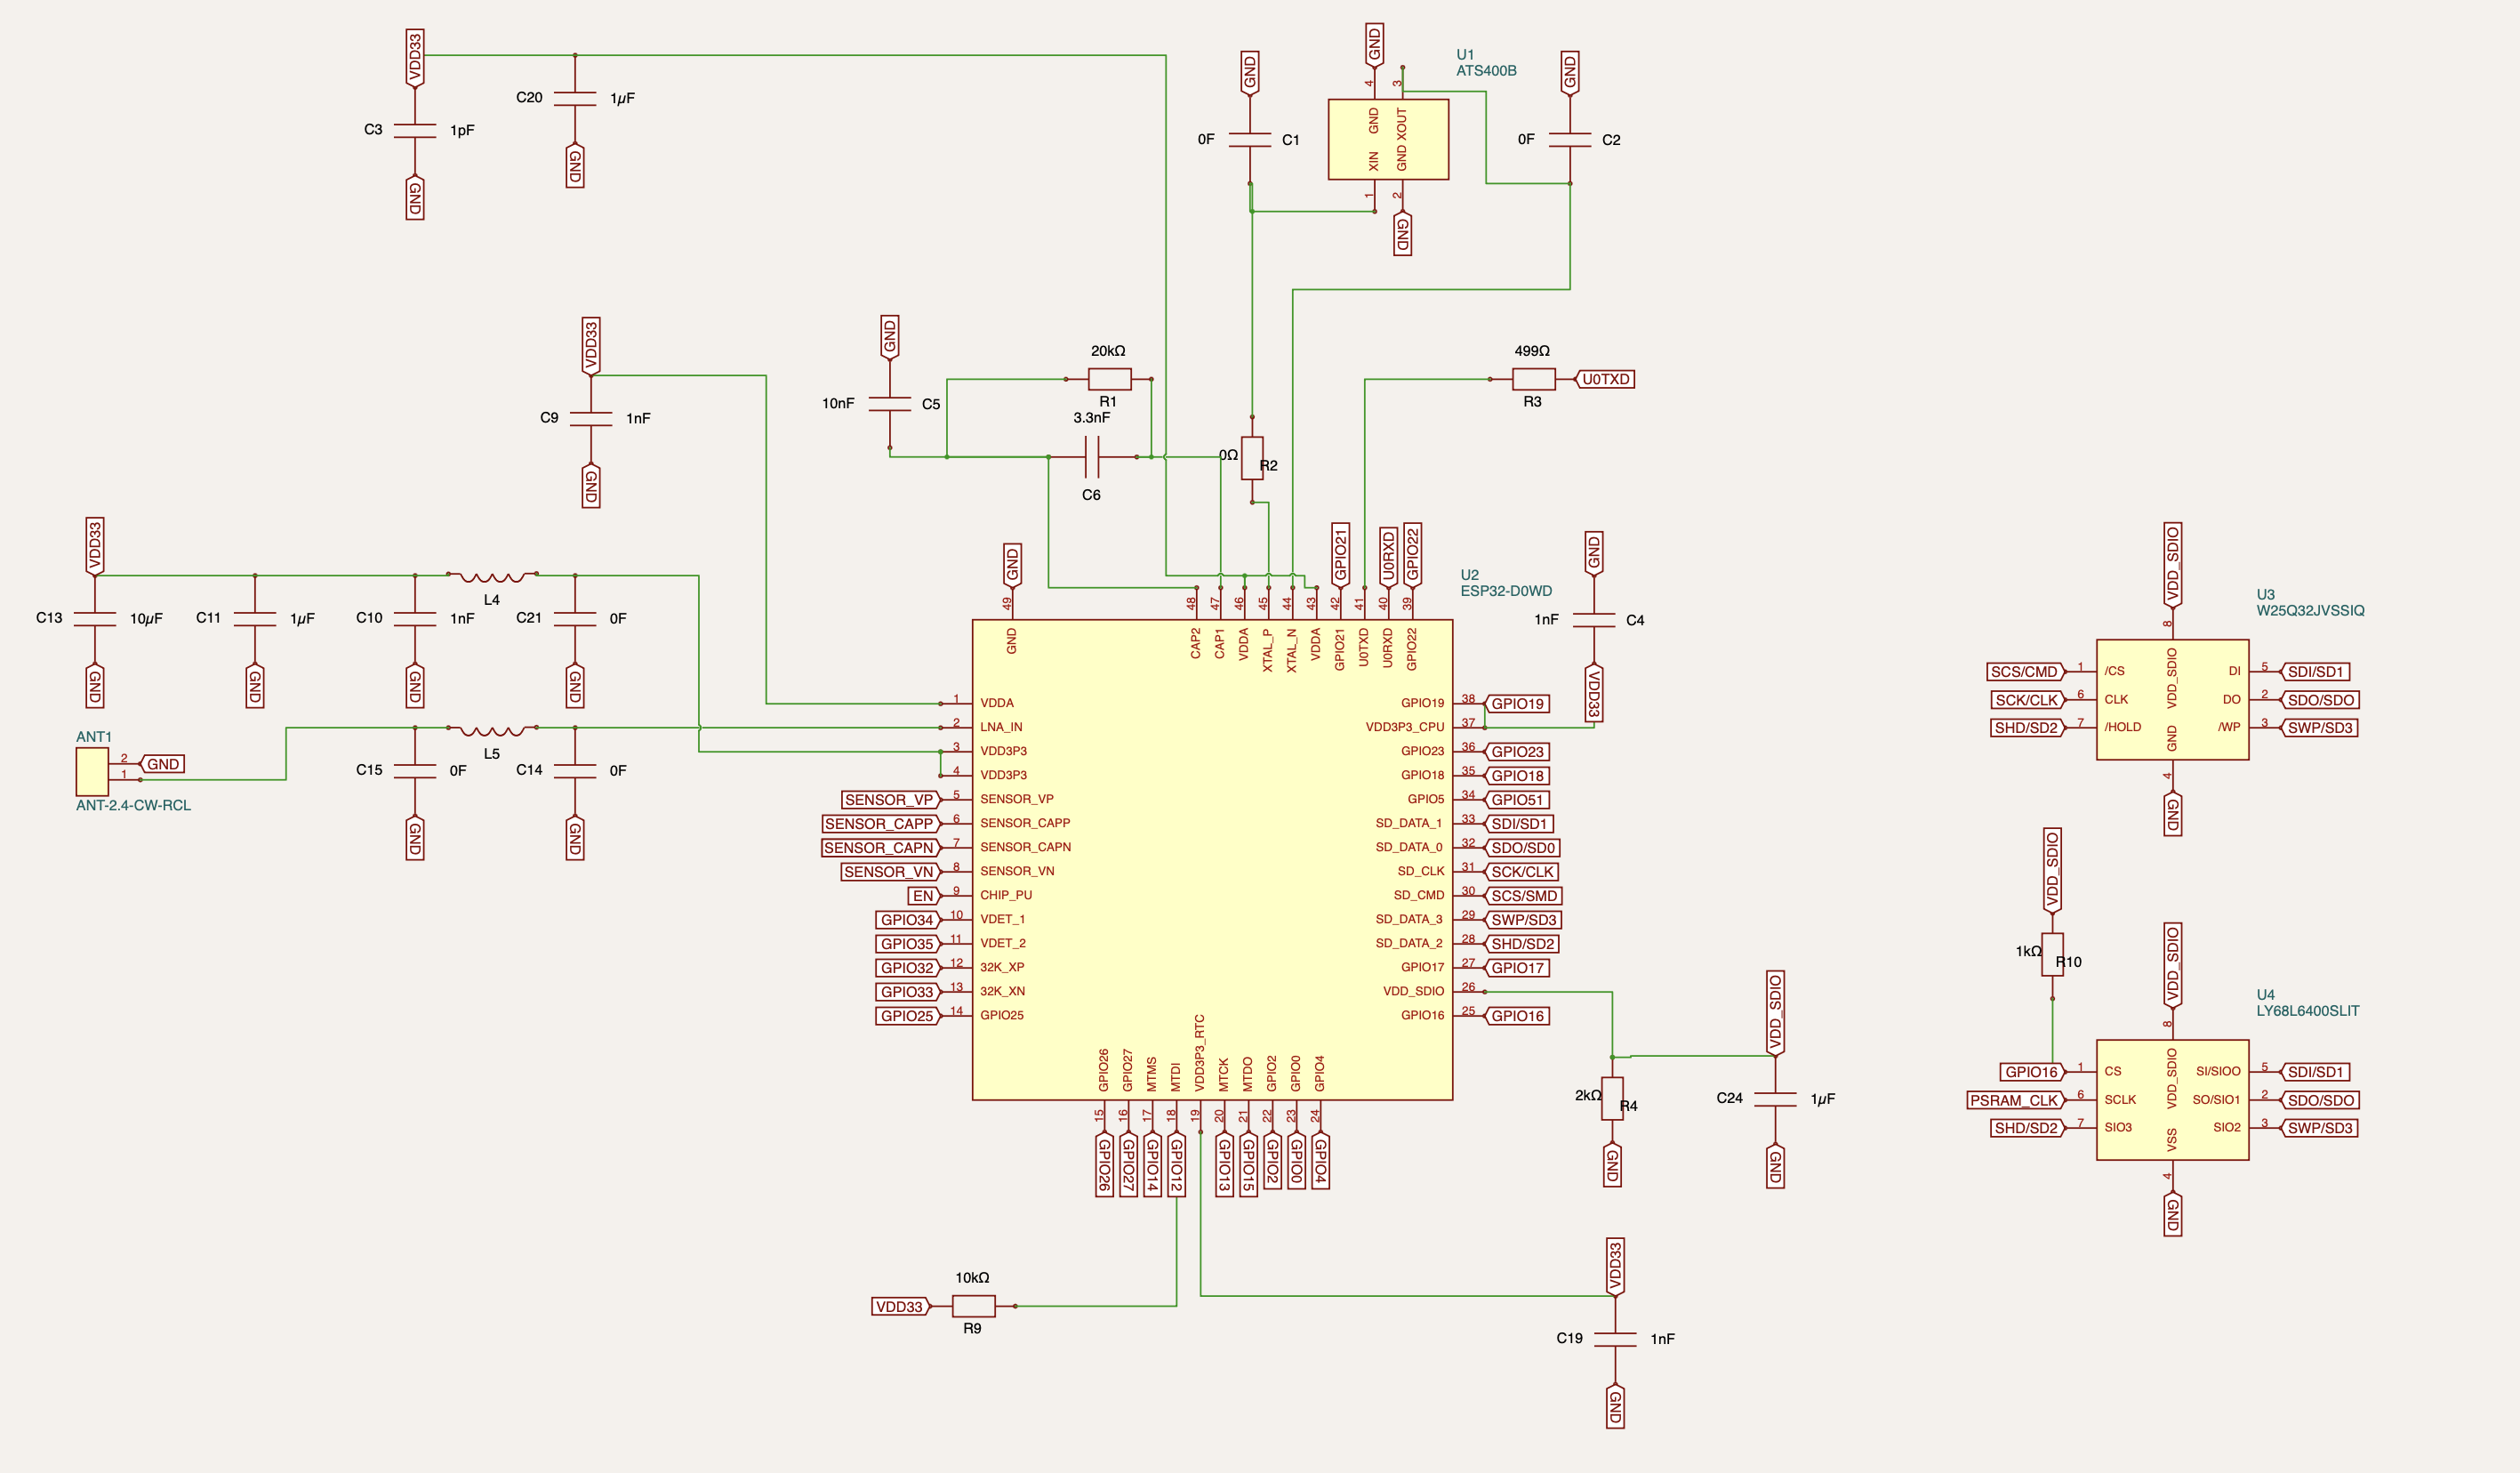 VDD33
C3
1pF
GND
C20
1µF
GND
GND
0F
C1
U1
ATS400B
GND
4
3
GND
XOUT
XIN
GND
1
2
GND
GND
0F
C2
VDD33
C9
1nF
GND
GND
10nF
C5
20kΩ
R1
3.3nF
C6
0Ω
R2
499Ω
R3
U0TXD
VDD33
C13
10µF
GND
C11
1µF
GND
C10
1nF
GND
L4
C21
0F
GND
ANT1
2
GND
1
ANT-2.4-CW-RCL
C15
0F
GND
L5
C14
0F
GND
U2
ESP32-D0WD
GND
49
GND
48
CAP2
47
CAP1
46
VDDA
45
XTAL_P
44
XTAL_N
43
VDDA
GPIO21
42
GPIO21
41
U0TXD
U0RXD
40
U0RXD
GPIO22
39
GPIO22
GND
1nF
C4
VDD33
1
VDDA
2
LNA_IN
3
VDD3P3
4
VDD3P3
SENSOR_VP
5
SENSOR_VP
SENSOR_CAPP
6
SENSOR_CAPP
SENSOR_CAPN
7
SENSOR_CAPN
SENSOR_VN
8
SENSOR_VN
EN
9
CHIP_PU
GPIO34
10
VDET_1
GPIO35
11
VDET_2
GPIO32
12
32K_XP
GPIO33
13
32K_XN
GPIO25
14
GPIO25
GPIO19
38
GPIO19
VDD3P3_CPU
37
GPIO23
36
GPIO23
GPIO18
35
GPIO18
GPIO5
34
GPIO51
SD_DATA_1
33
SDI/SD1
SD_DATA_0
32
SDO/SD0
SD_CLK
31
SCK/CLK
SD_CMD
30
SCS/SMD
SD_DATA_3
29
SWP/SD3
SD_DATA_2
28
SHD/SD2
GPIO17
27
GPIO17
VDD_SDIO
26
GPIO16
25
GPIO16
GPIO26
15
GPIO26
GPIO27
16
GPIO27
MTMS
17
GPIO14
MTDI
18
GPIO12
VDD3P3_RTC
19
MTCK
20
GPIO13
MTDO
21
GPIO15
GPIO2
22
GPIO2
GPIO0
23
GPIO0
GPIO4
24
GPIO4
2kΩ
R4
GND
VDD_SDIO
C24
1µF
GND
10kΩ
VDD33
R9
VDD33
C19
1nF
GND
VDD_SDIO
U3
W25Q32JVSSIQ
8
VDD_SDIO
SCS/CMD
1
/CS
SCK/CLK
6
CLK
SHD/SD2
7
/HOLD
DI
5
SDI/SD1
DO
2
SDO/SDO
/WP
3
SWP/SD3
GND
4
GND
VDD_SDIO
1kΩ
R10
VDD_SDIO
U4
LY68L6400SLIT
8
VDD_SDIO
GPIO16
1
CS
PSRAM_CLK
6
SCLK
SHD/SD2
7
SIO3
SI/SIOO
5
SDI/SD1
SO/SIO1
2
SDO/SDO
SIO2
3
SWP/SD3
VSS
4
GND